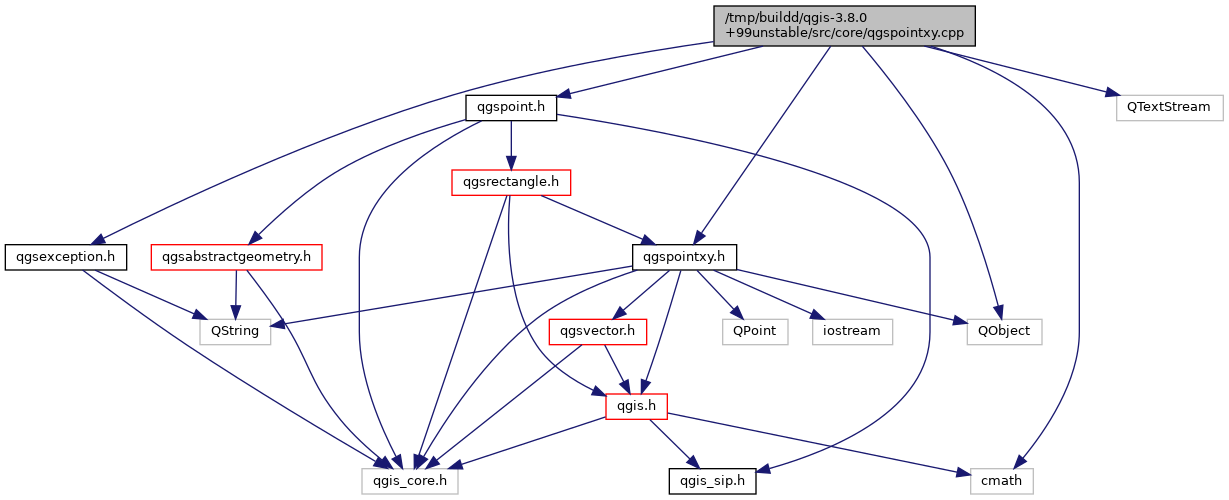 /tmp/buildd/qgis-3.8.0
+99unstable/src/core/qgspointxy.cpp
qgspoint.h
QTextStream
qgsrectangle.h
qgsexception.h
qgsabstractgeometry.h
qgspointxy.h
QString
qgsvector.h
QPoint
iostream
QObject
qgis.h
qgis_core.h
qgis_sip.h
cmath